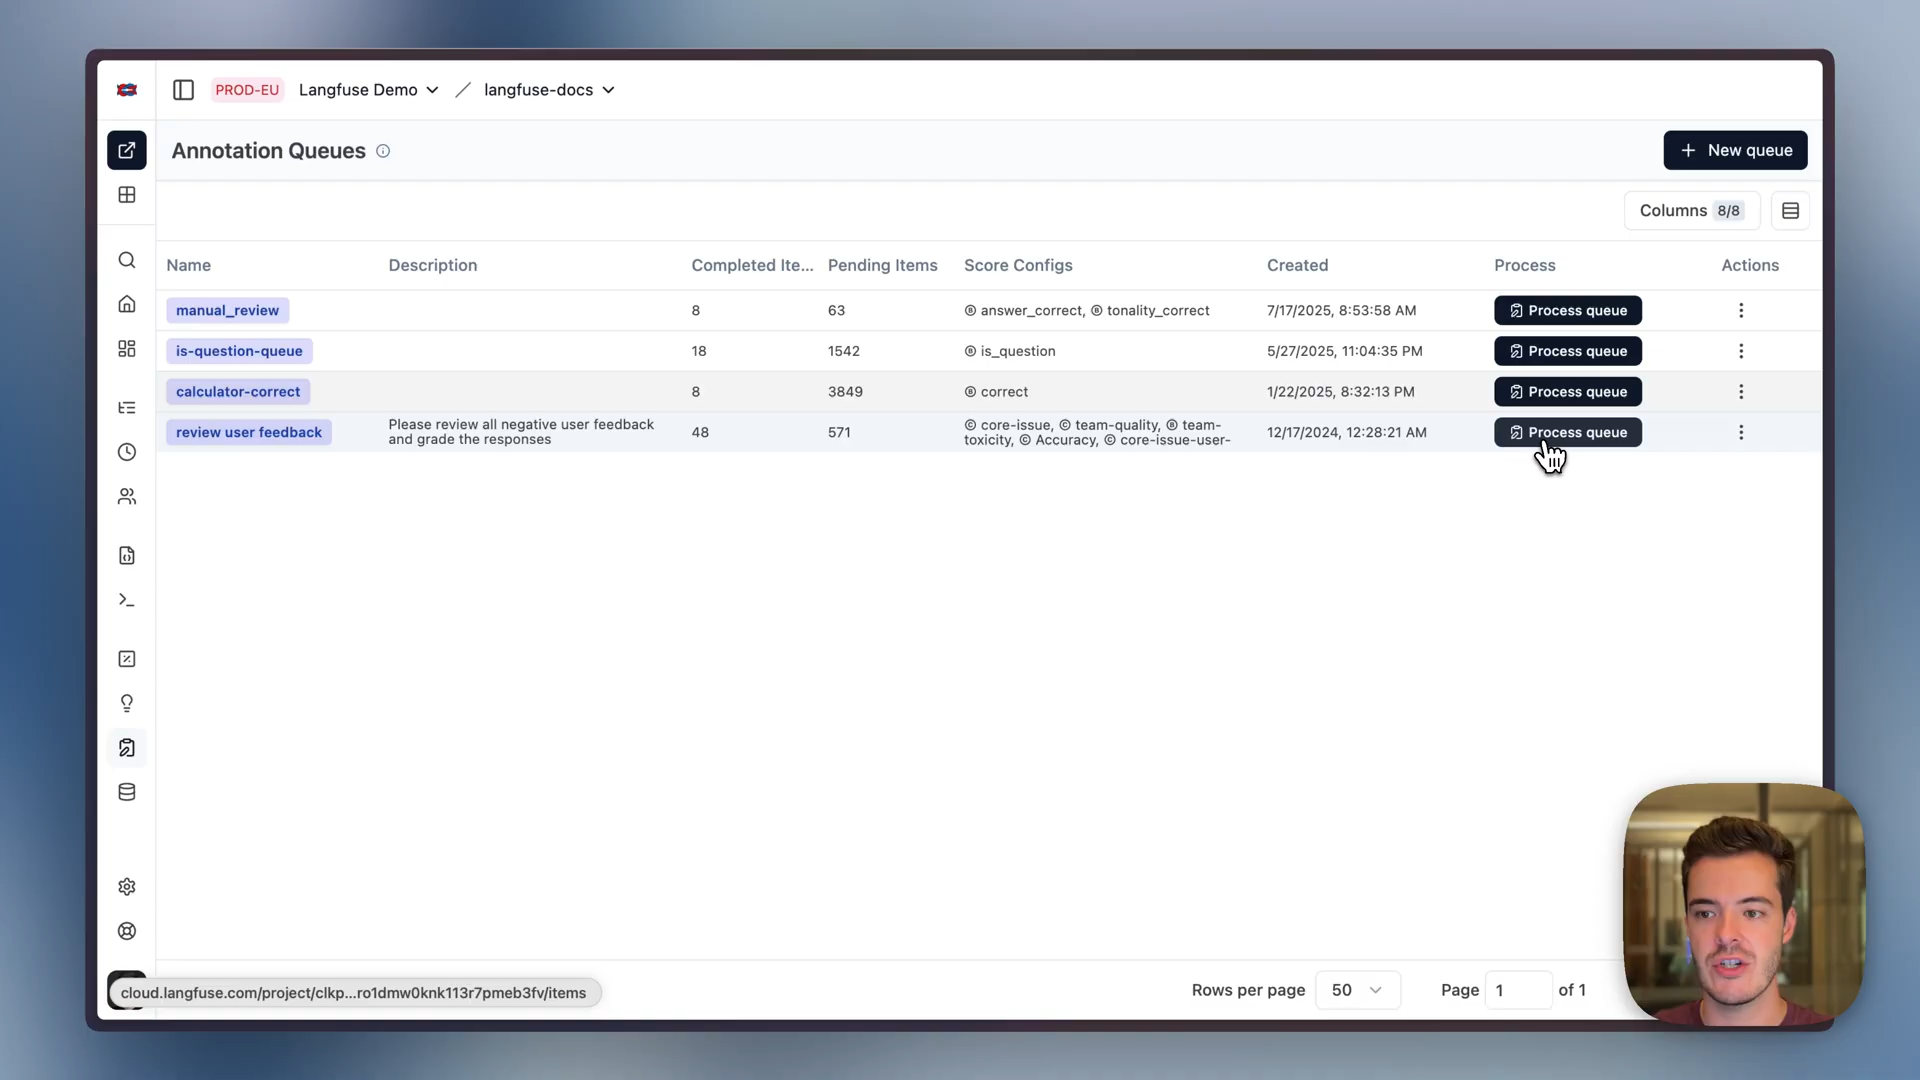 PROD-EU Langfuse Demo / langfuse-docs
Annotation Queues
+ New queue
Columns 8/8
Name Description Completed Ite... Pending Items Score Configs Created Process Actions
manual_review 8 63 Ⓑ answer_correct, Ⓑ tonality_correct 7/17/2025, 8:53:58 AM Process queue
is-question-queue 18 1542 Ⓑ is_question 5/27/2025, 11:04:35 PM Process queue
calculator-correct 8 3849 Ⓑ correct 1/22/2025, 8:32:13 PM Process queue
review user feedback Please review all negative user feedback 48 571 © core-issue, © team-quality, Ⓑ team- 12/17/2024, 12:28:21 AM Process queue
and grade the responses toxicity, © Accuracy, © core-issue-user-
cloud.langfuse.com/project/clkp...ro1dmw0knk113r7pmeb3fv/items
Rows per page 50 Page 1 of 1